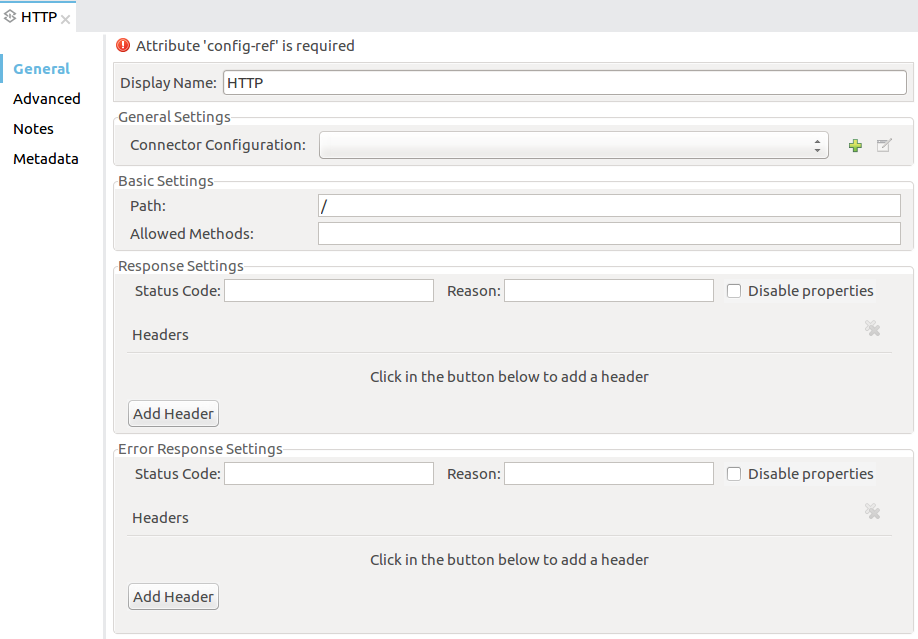 HTTP
Attribute 'config-ref' is required
General
Advanced
Notes
Metadata
Display Name: HTTP
General Settings
Connector Configuration:
Basic Settings
Path: /
Allowed Methods:
Response Settings
Status Code: Reason: Disable properties
Headers
Click in the button below to add a header
Add Header
Error Response Settings
Status Code: Reason: Disable properties
Headers
Click in the button below to add a header
Add Header